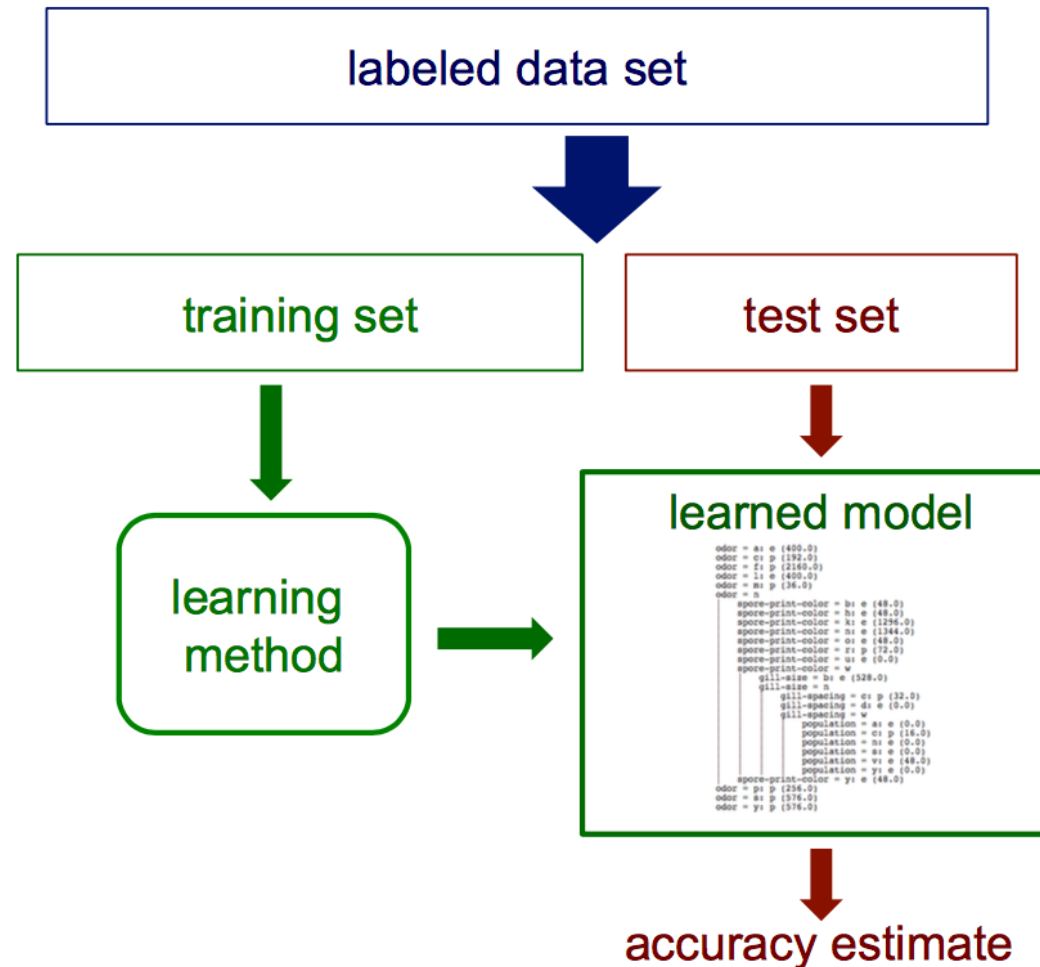 labeled data set
training set
test set
learning
method
learned model
odor = a: e (400.0)
odor = c: p (192.0)
odor = f: p (2160.0)
odor = l: e (400.0)
odor = m: p (36.0)
odor = n
spore-print-color = b: e (48.0)
spore-print-color = h: e (48.0)
spore-print-color = k: e (1296.0)
spore-print-color = n: e (1344.0)
spore-print-color = o: e (48.0)
spore-print-color = r: p (72.0)
spore-print-color = u: e (0.0)
spore-print-color = w
gill-size = b: e (528.0)
gill-size = n
gill-spacing = c: p (32.0)
gill-spacing = d: e (0.0)
gill-spacing = w
population = a: e (0.0)
population = c: p (16.0)
population = n: e (0.0)
population = s: e (0.0)
population = v: e (48.0)
population = y: e (0.0)
spore-print-color = y: e (48.0)
odor = p: p (256.0)
odor = s: p (576.0)
odor = y: p (576.0)
accuracy estimate